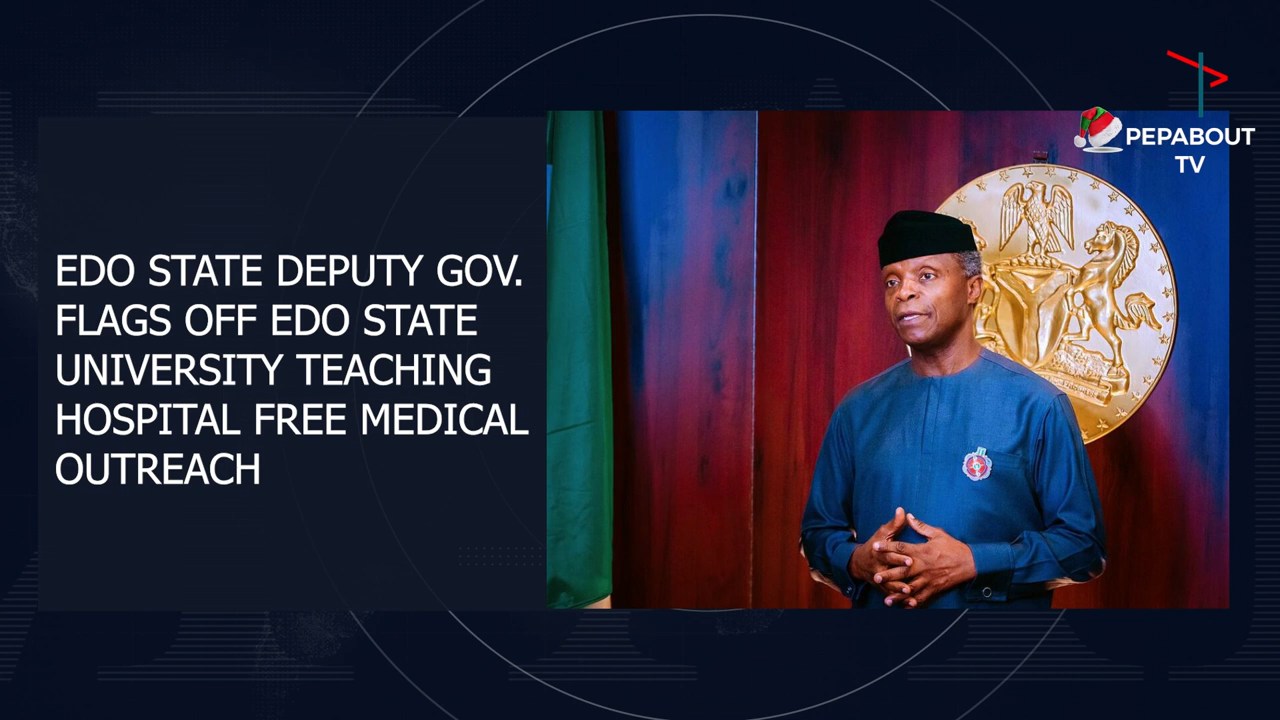 EDO STATE DEPUTY GOV.
FLAGS OFF EDO STATE
UNIVERSITY TEACHING
HOSPITAL FREE MEDICAL
OUTREACH
PEPABOUT
TV